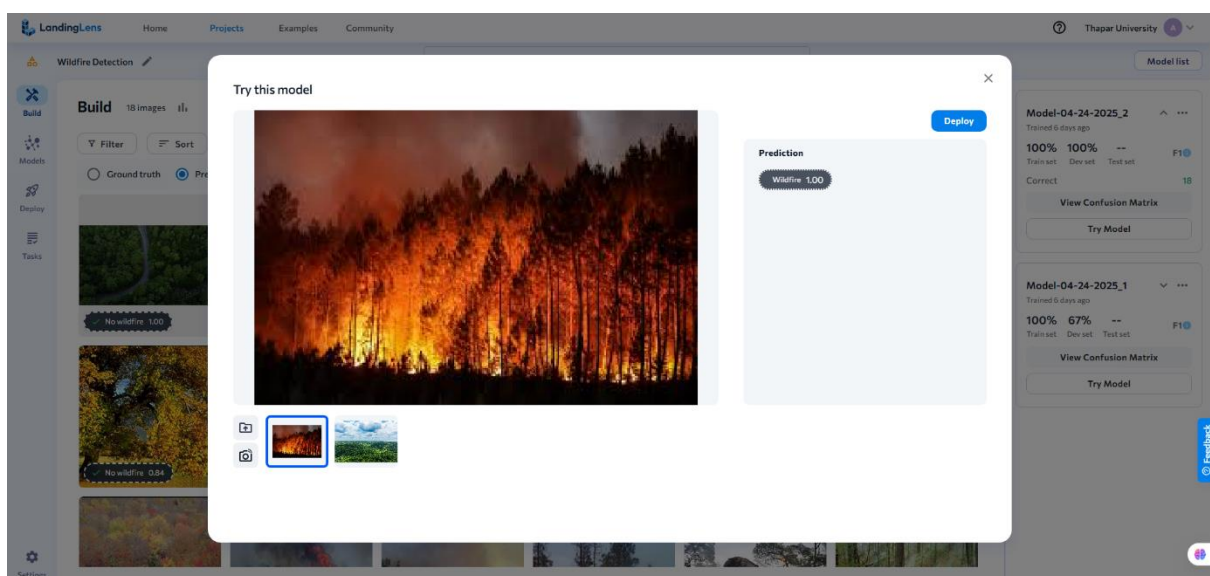 LandingLens Home Projects Examples Community Thapar University A
Wildfire Detection Model list
Build
Models
Deploy
Tasks
Settings
Build 18 images
Filter Sort
Ground truth Pre
No wildfire 1.00
No wildfire 0.84
Try this model
Deploy
Prediction
Wildfire 1.00
Model-04-24-2025_2
Trained 6 days ago
100% 100% -- F1
Train set Dev set Test set
Correct 18
View Confusion Matrix
Try Model
Model-04-24-2025_1
Trained 6 days ago
100% 67% -- F1
Train set Dev set Test set
View Confusion Matrix
Try Model
Feedback